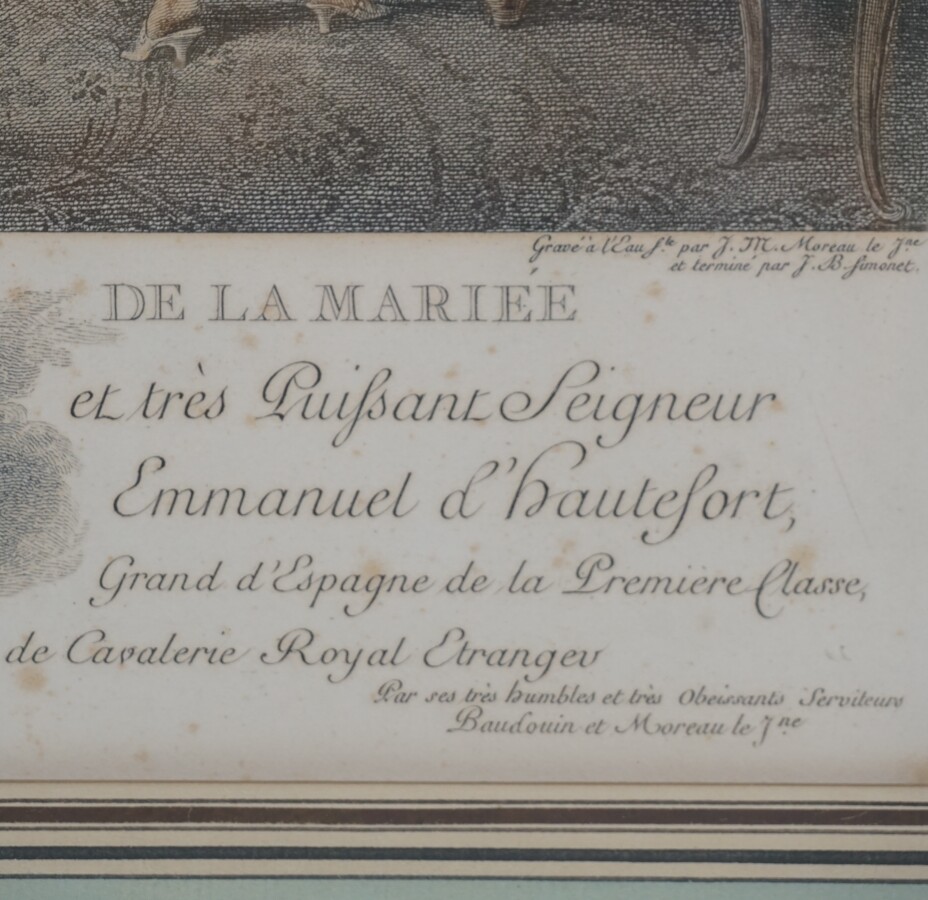 Gravé à l'Eau f.te par J. M. Moreau le J.ne
et terminé par J. B. Simonet.
DE LA MARIÉE
et très Puissant Seigneur
Emmanuel d'hautefort,
Grand d'Espagne de la Premiere Classe,
de Cavalerie Royal Etranger
Par ses très humbles et très Obeissants Serviteurs
Baudouin et Moreau le J.ne